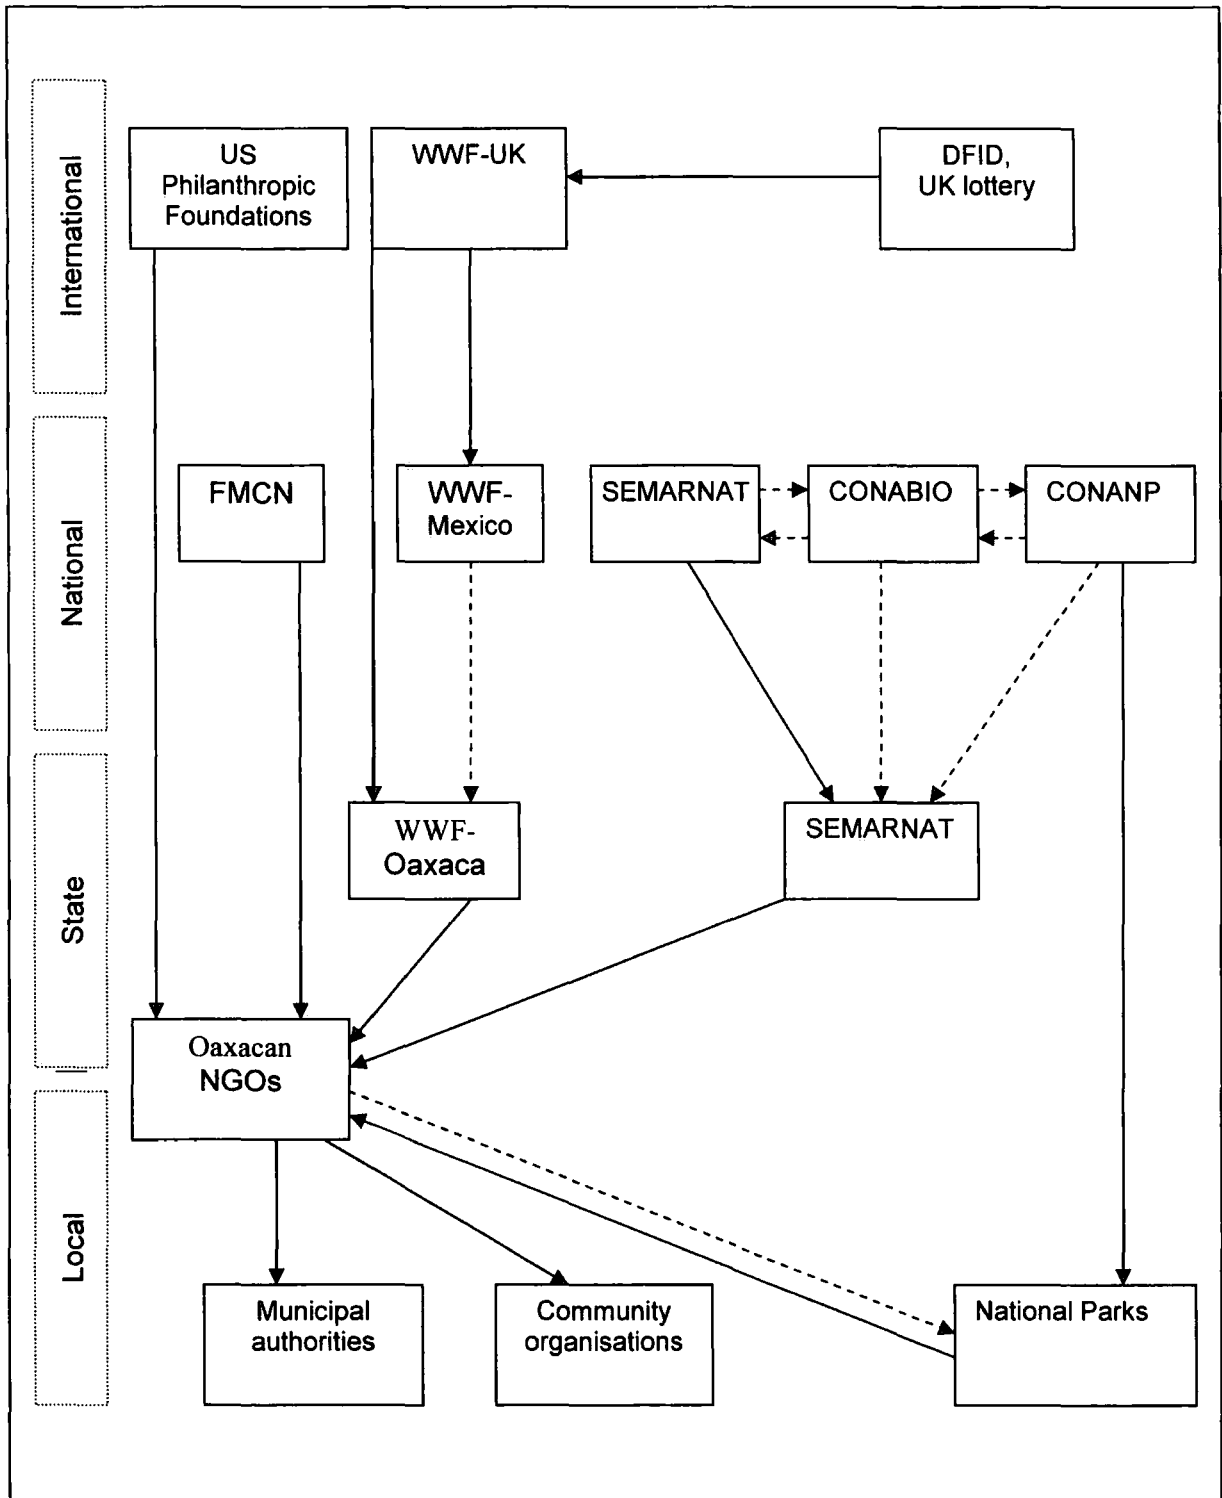 International
US
Philanthropic
Foundations
WWF-UK
DFID,
UK lottery
National
FMCN
WWF-
Mexico
SEMARNAT
CONABIO
CONANP
State
WWF-
Oaxaca
SEMARNAT
Oaxacan
NGOs
Local
Municipal
authorities
Community
organisations
National Parks